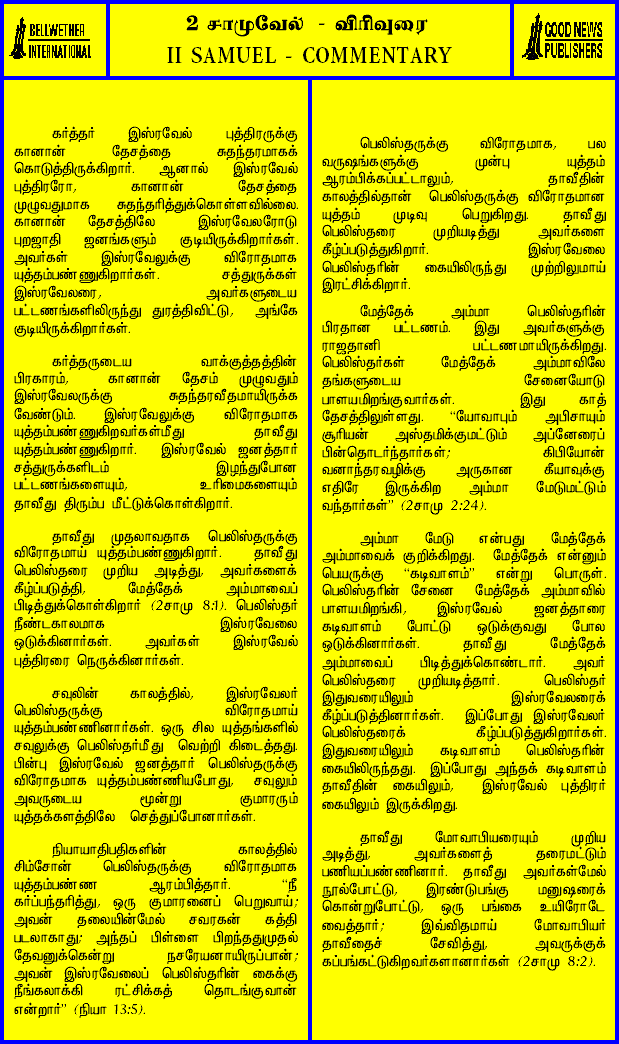 BELLWETHER
INTERNATIONAL
2 சாமுவேல் - விரிவுரை
II SAMUEL - COMMENTARY
GOOD NEWS
PUBLISHERS
கர்த்தர் இஸ்ரவேல் புத்திரருக்கு
கானான் தேசத்தை சுதந்தரமாகக்
கொடுத்திருக்கிறார். ஆனால் இஸ்ரவேல்
புத்திரரோ, கானான் தேசத்தை
முழுவதுமாக சுதந்தரித்துக்கொள்ளவில்லை.
கானான் தேசத்திலே இஸ்ரவேலரோடு
புறஜாதி ஜனங்களும் குடியிருக்கிறார்கள்.
அவர்கள் இஸ்ரவேலுக்கு விரோதமாக
யுத்தம்பண்ணுகிறார்கள். சத்துருக்கள்
இஸ்ரவேலரை, அவர்களுடைய
பட்டணங்களிலிருந்து துரத்திவிட்டு, அங்கே
குடியிருக்கிறார்கள்.
கர்த்தருடைய வாக்குத்தத்தின்
பிரகாரம், கானான் தேசம் முழுவதும்
இஸ்ரவேலருக்கு சுதந்தரவீதமாயிருக்க
வேண்டும். இஸ்ரவேலுக்கு விரோதமாக
யுத்தம்பண்ணுகிறவர்கள்மீது தாவீது
யுத்தம்பண்ணுகிறார். இஸ்ரவேல் ஜனத்தார்
சத்துருக்களிடம் இழந்துபோன
பட்டணங்களையும், உரிமைகளையும்
தாவீது திரும்ப மீட்டுக்கொள்கிறார்.
தாவீது முதலாவதாக பெலிஸ்தருக்கு
விரோதமாய் யுத்தம்பண்ணுகிறார். தாவீது
பெலிஸ்தரை முறிய அடித்து, அவர்களைக்
கீழ்ப்படுத்தி, மேத்தேக் அம்மாவைப்
பிடித்துக்கொள்கிறார் (2சாமு 8:1). பெலிஸ்தர்
நீண்டகாலமாக இஸ்ரவேலை
ஒடுக்கினார்கள். அவர்கள் இஸ்ரவேல்
புத்திரரை நெருக்கினார்கள்.
சவுலின் காலத்தில், இஸ்ரவேலர்
பெலிஸ்தருக்கு விரோதமாய்
யுத்தம்பண்ணினார்கள். ஒரு சில யுத்தங்களில்
சவுலுக்கு பெலிஸ்தர்மீது வெற்றி கிடைத்தது.
பின்பு இஸ்ரவேல் ஜனத்தார் பெலிஸ்தருக்கு
விரோதமாக யுத்தம்பண்ணியபோது, சவுலும்
அவருடைய மூன்று குமாரரும்
யுத்தக்களத்திலே செத்துப்போனார்கள்.
நியாயாதிபதிகளின் காலத்தில்
சிம்சோன் பெலிஸ்தருக்கு விரோதமாக
யுத்தம்பண்ண ஆரம்பித்தார். “நீ
கர்ப்பந்தரித்து, ஒரு குமாரனைப் பெறுவாய்;
அவன் தலையின்மேல் சவரகன் கத்தி
படலாகாது; அந்தப் பிள்ளை பிறந்ததுமுதல்
தேவனுக்கென்று நசரேயனாயிருப்பான்;
அவன் இஸ்ரவேலைப் பெலிஸ்தரின் கைக்கு
நீங்கலாக்கி ரட்சிக்கத் தொடங்குவான்
என்றார்” (நியா 13:5).
பெலிஸ்தருக்கு விரோதமாக, பல
வருஷங்களுக்கு முன்பு யுத்தம்
ஆரம்பிக்கப்பட்டாலும், தாவீதின்
காலத்தில்தான் பெலிஸ்தருக்கு விரோதமான
யுத்தம் முடிவு பெறுகிறது. தாவீது
பெலிஸ்தரை முறியடித்து அவர்களை
கீழ்ப்படுத்துகிறார். இஸ்ரவேலை
பெலிஸ்தரின் கையிலிருந்து முற்றிலுமாய்
இரட்சிக்கிறார்.
மேத்தேக் அம்மா பெலிஸ்தரின்
பிரதான பட்டணம். இது அவர்களுக்கு
ராஜதானி பட்டணமாயிருக்கிறது.
பெலிஸ்தர்கள் மேத்தேக் அம்மாவிலே
தங்களுடைய சேனையோடு
பாளயமிறங்குவார்கள். இது காத்
தேசத்திலுள்ளது. “யோவாபும் அபிசாயும்
சூரியன் அஸ்தமிக்குமட்டும் அப்னேரைப்
பின்தொடர்ந்தார்கள்; கிபியோன்
வனாந்தரவழிக்கு அருகான கீயாவுக்கு
எதிரே இருக்கிற அம்மா மேடுமட்டும்
வந்தார்கள்” (2சாமு 2:24).
அம்மா மேடு என்பது மேத்தேக்
அம்மாவைக் குறிக்கிறது. மேத்தேக் என்னும்
பெயருக்கு “கடிவாளம்” என்று பொருள்.
பெலிஸ்தரின் சேனை மேத்தேக் அம்மாவில்
பாளயமிறங்கி, இஸ்ரவேல் ஜனத்தாரை
கடிவாளம் போட்டு ஒடுக்குவது போல
ஒடுக்கினார்கள். தாவீது மேத்தேக்
அம்மாவைப் பிடித்துக்கொண்டார். அவர்
பெலிஸ்தரை முறியடித்தார். பெலிஸ்தர்
இதுவரையிலும் இஸ்ரவேலரைக்
கீழ்ப்படுத்தினார்கள். இப்போது இஸ்ரவேலர்
பெலிஸ்தரைக் கீழ்ப்படுத்துகிறார்கள்.
இதுவரையிலும் கடிவாளம் பெலிஸ்தரின்
கையிலிருந்தது. இப்போது அந்தக் கடிவாளம்
தாவீதின் கையிலும், இஸ்ரவேல் புத்திரர்
கையிலும் இருக்கிறது.
தாவீது மோவாபியரையும் முறிய
அடித்து, அவர்களைத் தரைமட்டும்
பணியப்பண்ணினார். தாவீது அவர்கள்மேல்
நூல்போட்டு, இரண்டுபங்கு மனுஷரைக்
கொன்றுபோட்டு, ஒரு பங்கை உயிரோடே
வைத்தார்; இவ்விதமாய் மோவாபியர்
தாவீதைச் சேவித்து, அவருக்குக்
கப்பங்கட்டுகிறவர்களானார்கள் (2சாமு 8:2).